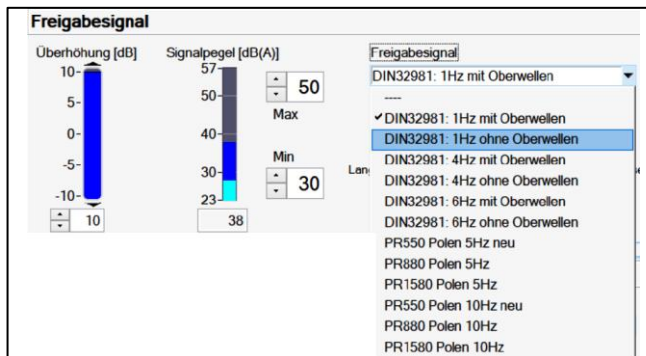 Freigabesignal
Überhöhung [dB]
10-
5-
0-
-5-
-10-
10
Signalpegel [dB(A)]
57-
50-
40-
30-
23-
38
50
Max
Min
30
Freigabesignal
DIN32981: 1Hz mit Oberwellen
----
✓DIN32981: 1Hz mit Oberwellen
DIN32981: 1Hz ohne Oberwellen
DIN32981: 4Hz mit Oberwellen
DIN32981: 4Hz ohne Oberwellen
DIN32981: 6Hz mit Oberwellen
DIN32981: 6Hz ohne Oberwellen
PR550 Polen 5Hz neu
PR880 Polen 5Hz
PR1580 Polen 5Hz
PR550 Polen 10Hz neu
PR880 Polen 10Hz
PR1580 Polen 10Hz